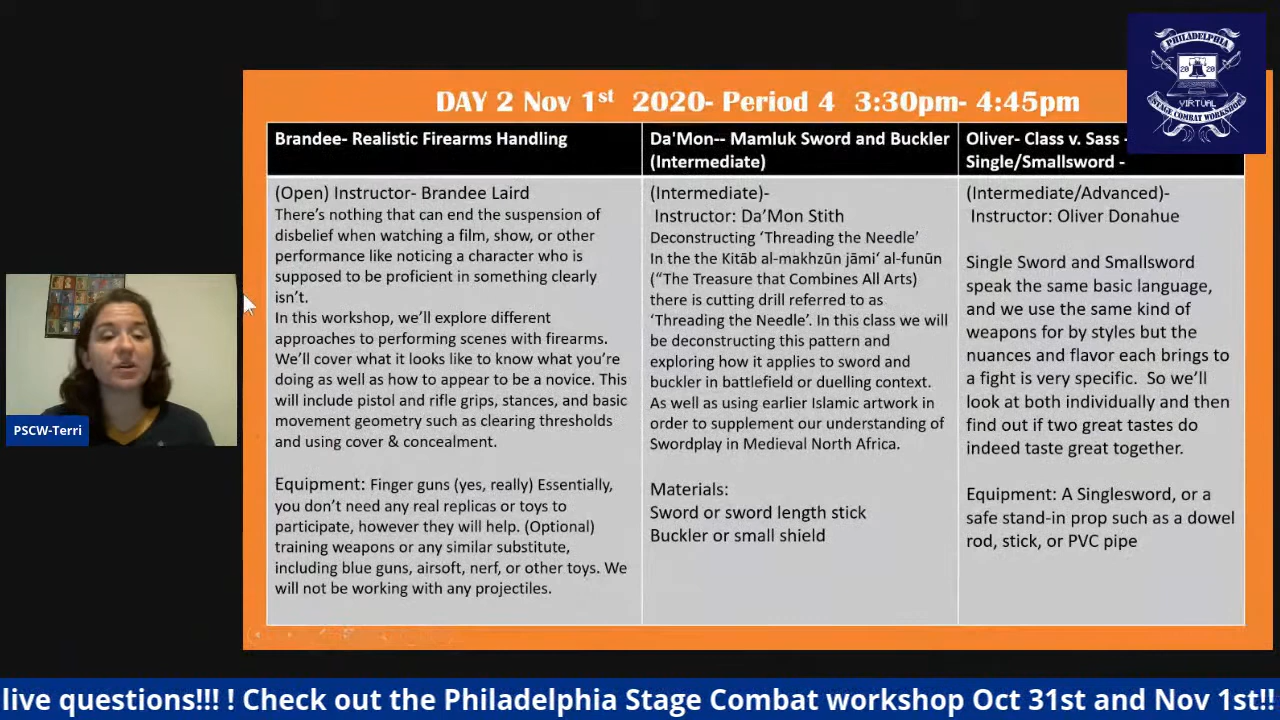 PHILADELPHIA
20 20
VIRTUAL
STAGE COMBAT WORKSHOP
DAY 2 Nov 1st 2020- Period 4 3:30pm- 4:45pm
Brandee- Realistic Firearms Handling
(Open) Instructor- Brandee Laird
There’s nothing that can end the suspension of
disbelief when watching a film, show, or other
performance like noticing a character who is
supposed to be proficient in something clearly
isn’t.
In this workshop, we’ll explore different
approaches to performing scenes with firearms.
We’ll cover what it looks like to know what you’re
doing as well as how to appear to be a novice. This
will include pistol and rifle grips, stances, and basic
movement geometry such as clearing thresholds
and using cover & concealment.
Equipment: Finger guns (yes, really) Essentially,
you don’t need any real replicas or toys to
participate, however they will help. (Optional)
training weapons or any similar substitute,
including blue guns, airsoft, nerf, or other toys. We
will not be working with any projectiles.
Da'Mon-- Mamluk Sword and Buckler
(Intermediate)
(Intermediate)-
Instructor: Da’Mon Stith
Deconstructing ‘Threading the Needle’
In the the Kitāb al-makhzūn jāmi‘ al-funūn
(“The Treasure that Combines All Arts)
there is cutting drill referred to as
‘Threading the Needle’. In this class we will
be deconstructing this pattern and
exploring how it applies to sword and
buckler in battlefield or duelling context.
As well as using earlier Islamic artwork in
order to supplement our understanding of
Swordplay in Medieval North Africa.
Materials:
Sword or sword length stick
Buckler or small shield
Oliver- Class v. Sass -
Single/Smallsword -
(Intermediate/Advanced)-
Instructor: Oliver Donahue
Single Sword and Smallsword
speak the same basic language,
and we use the same kind of
weapons for by styles but the
nuances and flavor each brings to
a fight is very specific. So we’ll
look at both individually and then
find out if two great tastes do
indeed taste great together.
Equipment: A Singlesword, or a
safe stand-in prop such as a dowel
rod, stick, or PVC pipe
PSCW-Terri
live questions!!! ! Check out the Philadelphia Stage Combat workshop Oct 31st and Nov 1st!!